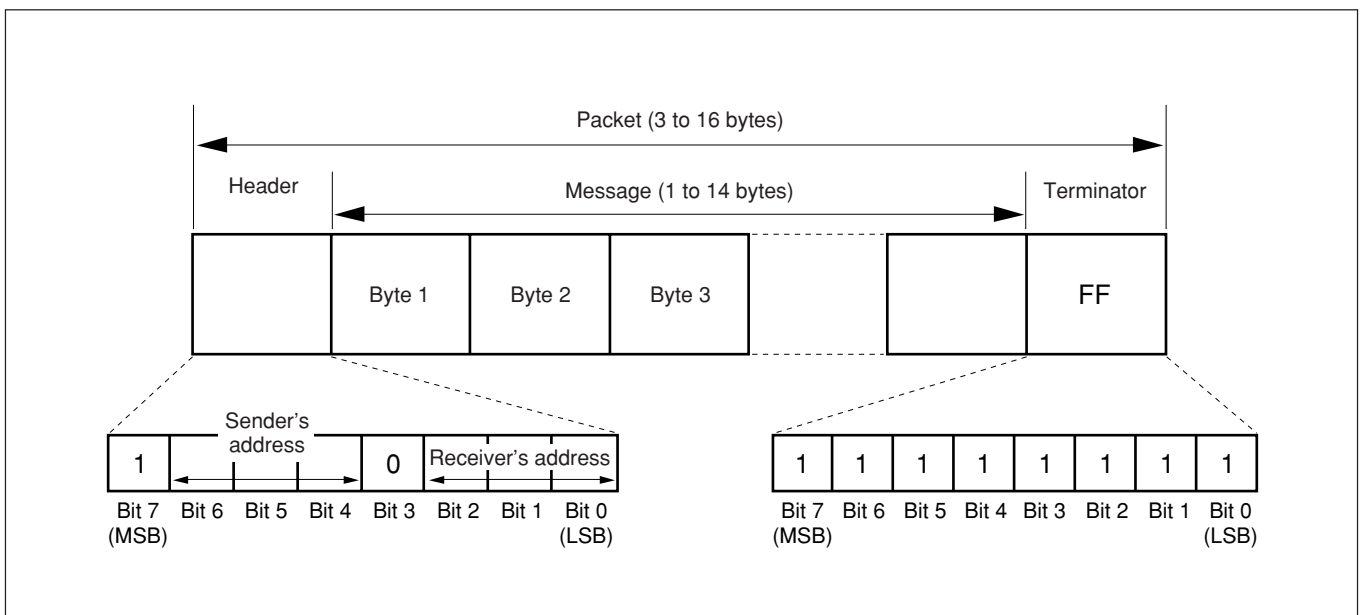 Packet (3 to 16 bytes)
Header
Message (1 to 14 bytes)
Terminator
Byte 1
Byte 2
Byte 3
FF
Sender's
address
1
0
Receiver's address
1 1 1 1 1 1 1 1
Bit 7 Bit 6 Bit 5 Bit 4 Bit 3 Bit 2 Bit 1 Bit 0
(MSB) (LSB)
Bit 7 Bit 6 Bit 5 Bit 4 Bit 3 Bit 2 Bit 1 Bit 0
(MSB) (LSB)